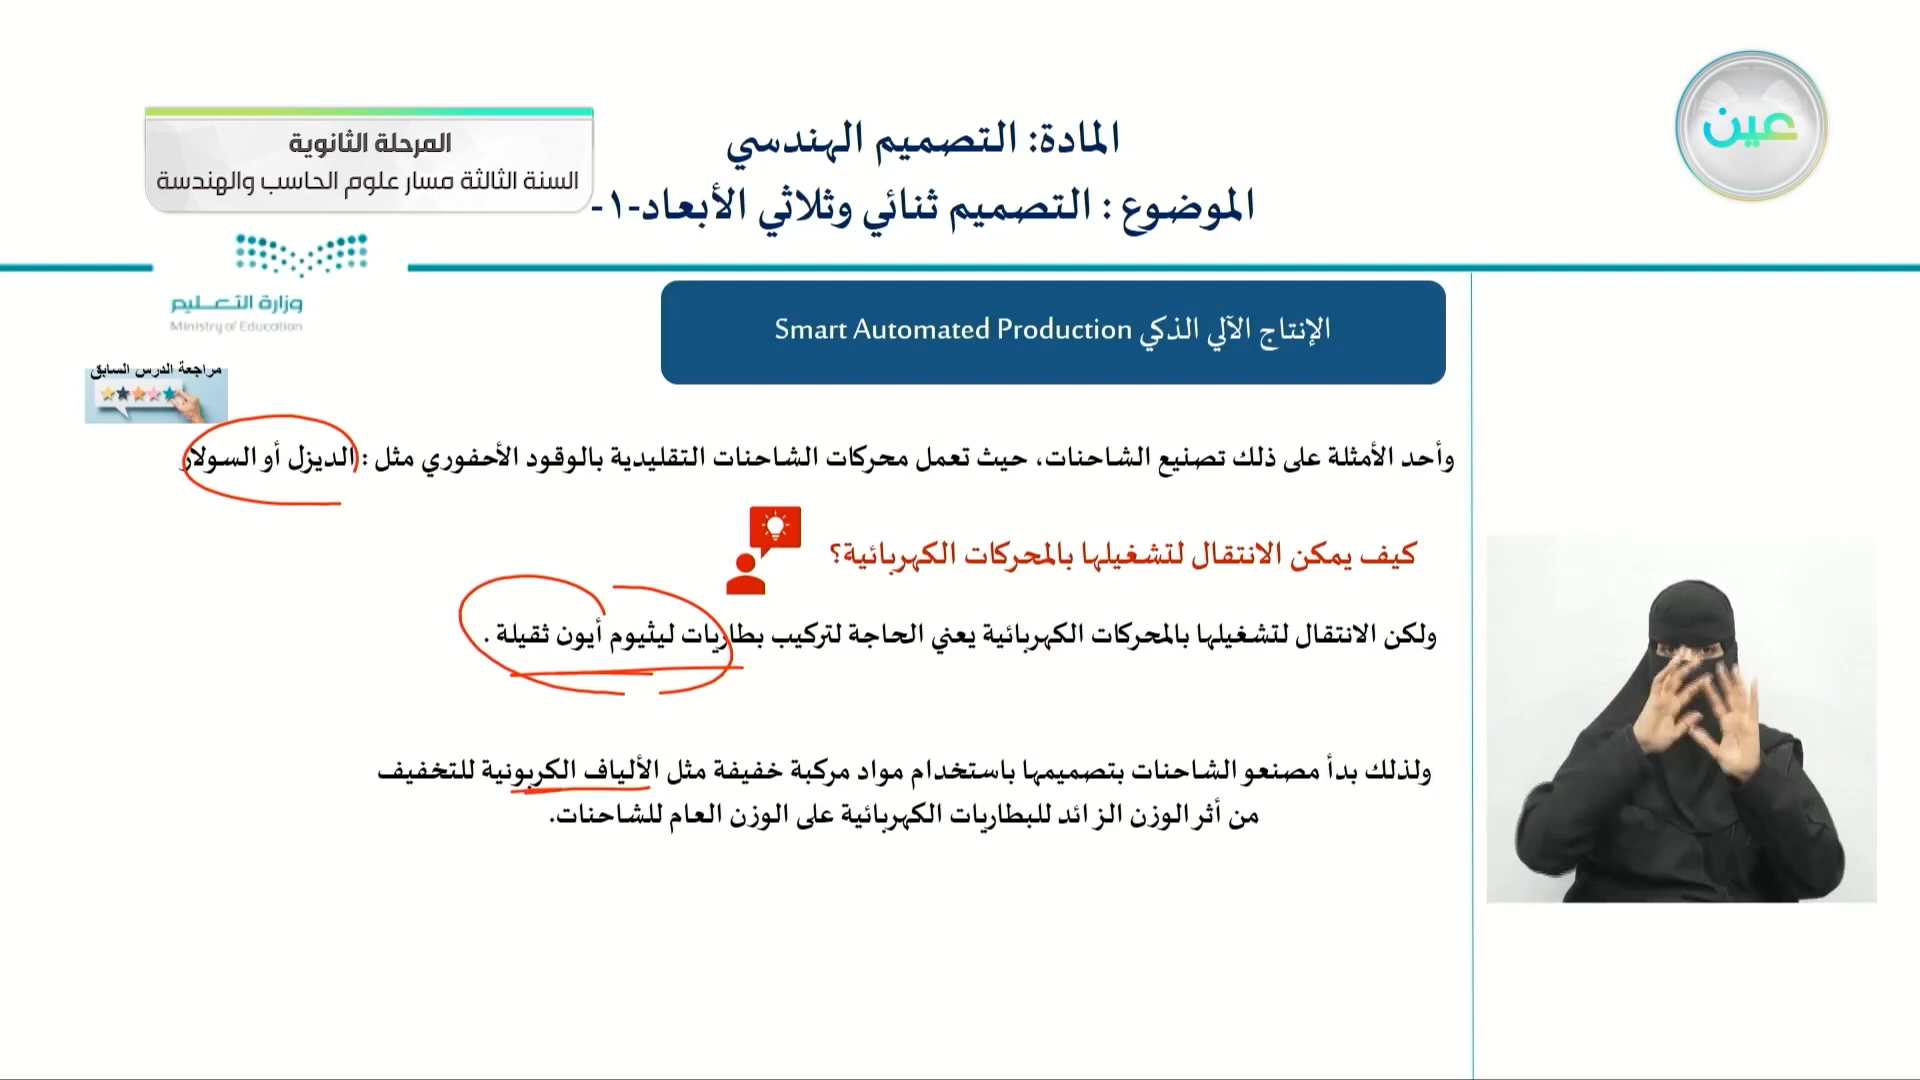 المادة: التصميم الهندسي
الموضوع : التصميم ثنائي وثلاثي الأبعاد-١-
عين
المرحلة الثانوية
السنة الثالثة مسار علوم الحاسب والهندسة
وزارة التعليم
Ministry of Education
الإنتاج الآلي الذكي Smart Automated Production
مراجعة الدرس السابق
وأحد الأمثلة على ذلك تصنيع الشاحنات، حيث تعمل محركات الشاحنات التقليدية بالوقود الأحفوري مثل : الديزل أو السولار
كيف يمكن الانتقال لتشغيلها بالمحركات الكهربائية؟
ولكن الانتقال لتشغيلها بالمحركات الكهربائية يعني الحاجة لتركيب بطاريات ليثيوم أيون ثقيلة .
ولذلك بدأ مصنعو الشاحنات بتصميمها باستخدام مواد مركبة خفيفة مثل الألياف الكربونية للتخفيف
من أثر الوزن الزائد للبطاريات الكهربائية على الوزن العام للشاحنات.